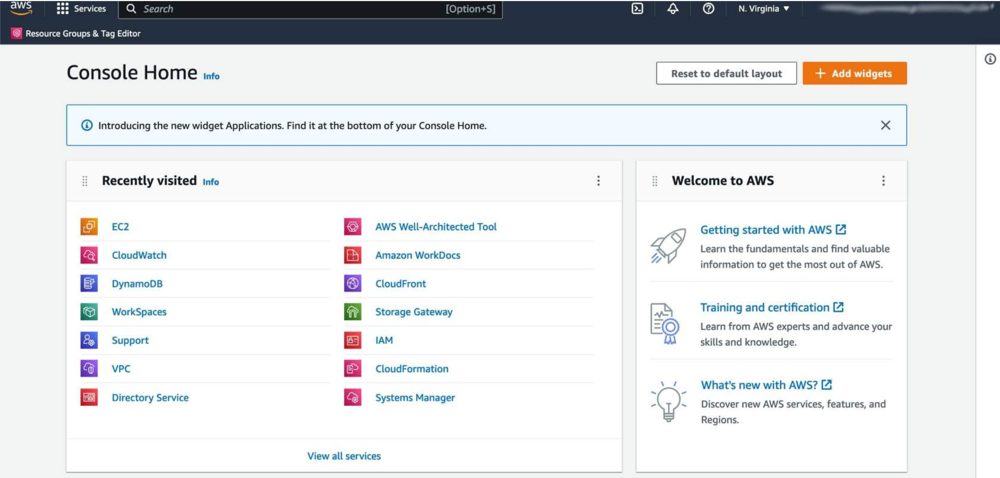 aws
Services
Search [Option+S]
N. Virginia ▼
Resource Groups & Tag Editor
Console Home Info
Reset to default layout
+ Add widgets
Introducing the new widget Applications. Find it at the bottom of your Console Home.
Recently visited Info
EC2
CloudWatch
DynamoDB
WorkSpaces
Support
VPC
Directory Service
AWS Well-Architected Tool
Amazon WorkDocs
CloudFront
Storage Gateway
IAM
CloudFormation
Systems Manager
View all services
Welcome to AWS
Getting started with AWS
Learn the fundamentals and find valuable
information to get the most out of AWS.
Training and certification
Learn from AWS experts and advance your
skills and knowledge.
What's new with AWS?
Discover new AWS services, features, and
Regions.